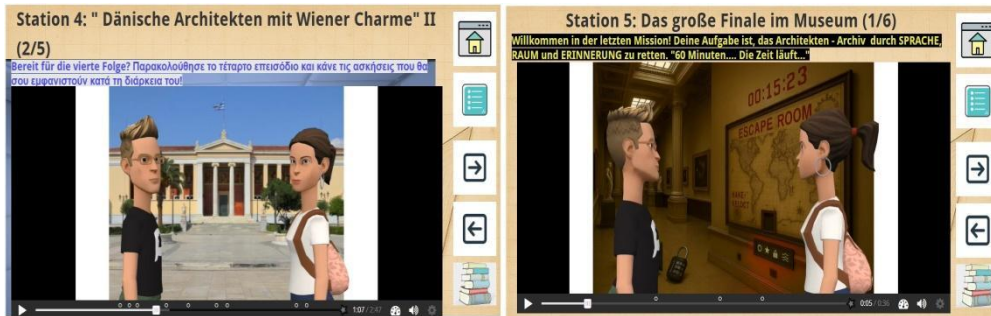 Station 4: " Dänische Architekten mit Wiener Charme" II
(2/5)
Bereit für die vierte Folge? Παρακολούθησε το τέταρτο επεισόδιο και κάνε τις ασκήσεις που θα
σου εμφανιστούν κατά τη διάρκεια του!
1:07 / 2:47
Station 5: Das große Finale im Museum (1/6)
Willkommen in der letzten Mission! Deine Aufgabe ist, das Architekten - Archiv durch SPRACHE,
RAUM und ERINNERUNG zu retten. "60 Minuten.... Die Zeit läuft..."
00:15:23
ESCAPE ROOM
0:05 / 0:36